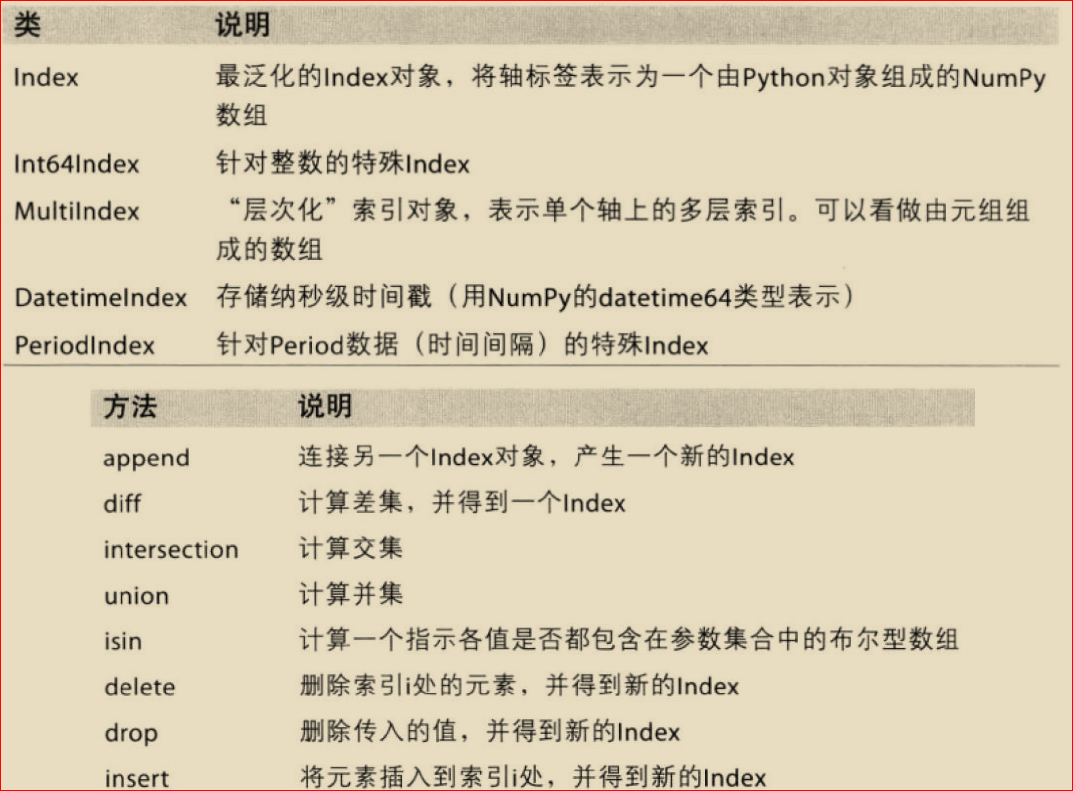 类 说明
Index 最泛化的Index对象，将轴标签表示为一个由Python对象组成的NumPy
数组
Int64Index 针对整数的特殊Index
MultiIndex “层次化”索引对象，表示单个轴上的多层索引。可以看做由元组组
成的数组
DatetimeIndex 存储纳秒级时间戳（用NumPy的datetime64类型表示）
PeriodIndex 针对Period数据（时间间隔）的特殊Index
方法 说明
append 连接另一个Index对象，产生一个新的Index
diff 计算差集，并得到一个Index
intersection 计算交集
union 计算并集
isin 计算一个指示各值是否都包含在参数集合中的布尔型数组
delete 删除索引i处的元素，并得到新的Index
drop 删除传入的值，并得到新的Index
insert 将元素插入到索引i处，并得到新的Index